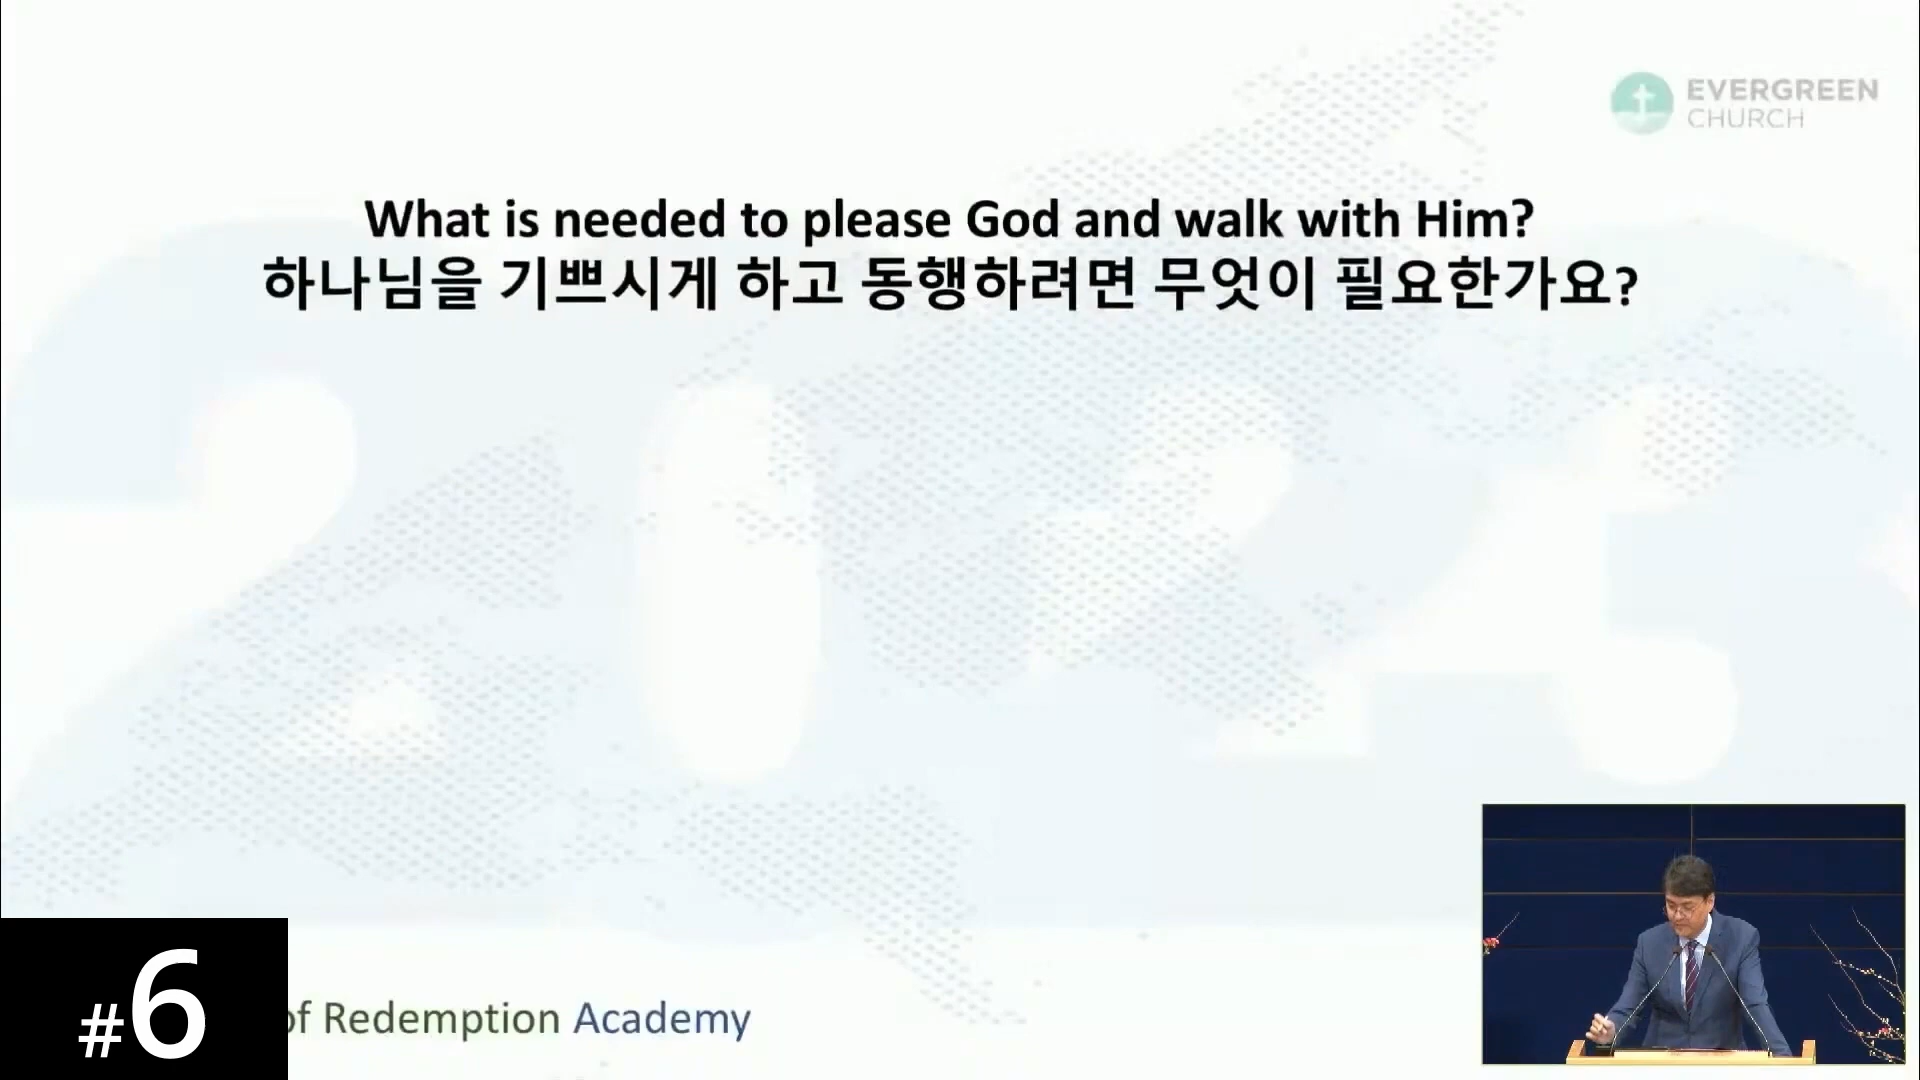 EVERGREEN
CHURCH
What is needed to please God and walk with Him?
하나님을 기쁘시게 하고 동행하려면 무엇이 필요한가요?
#6
of Redemption Academy